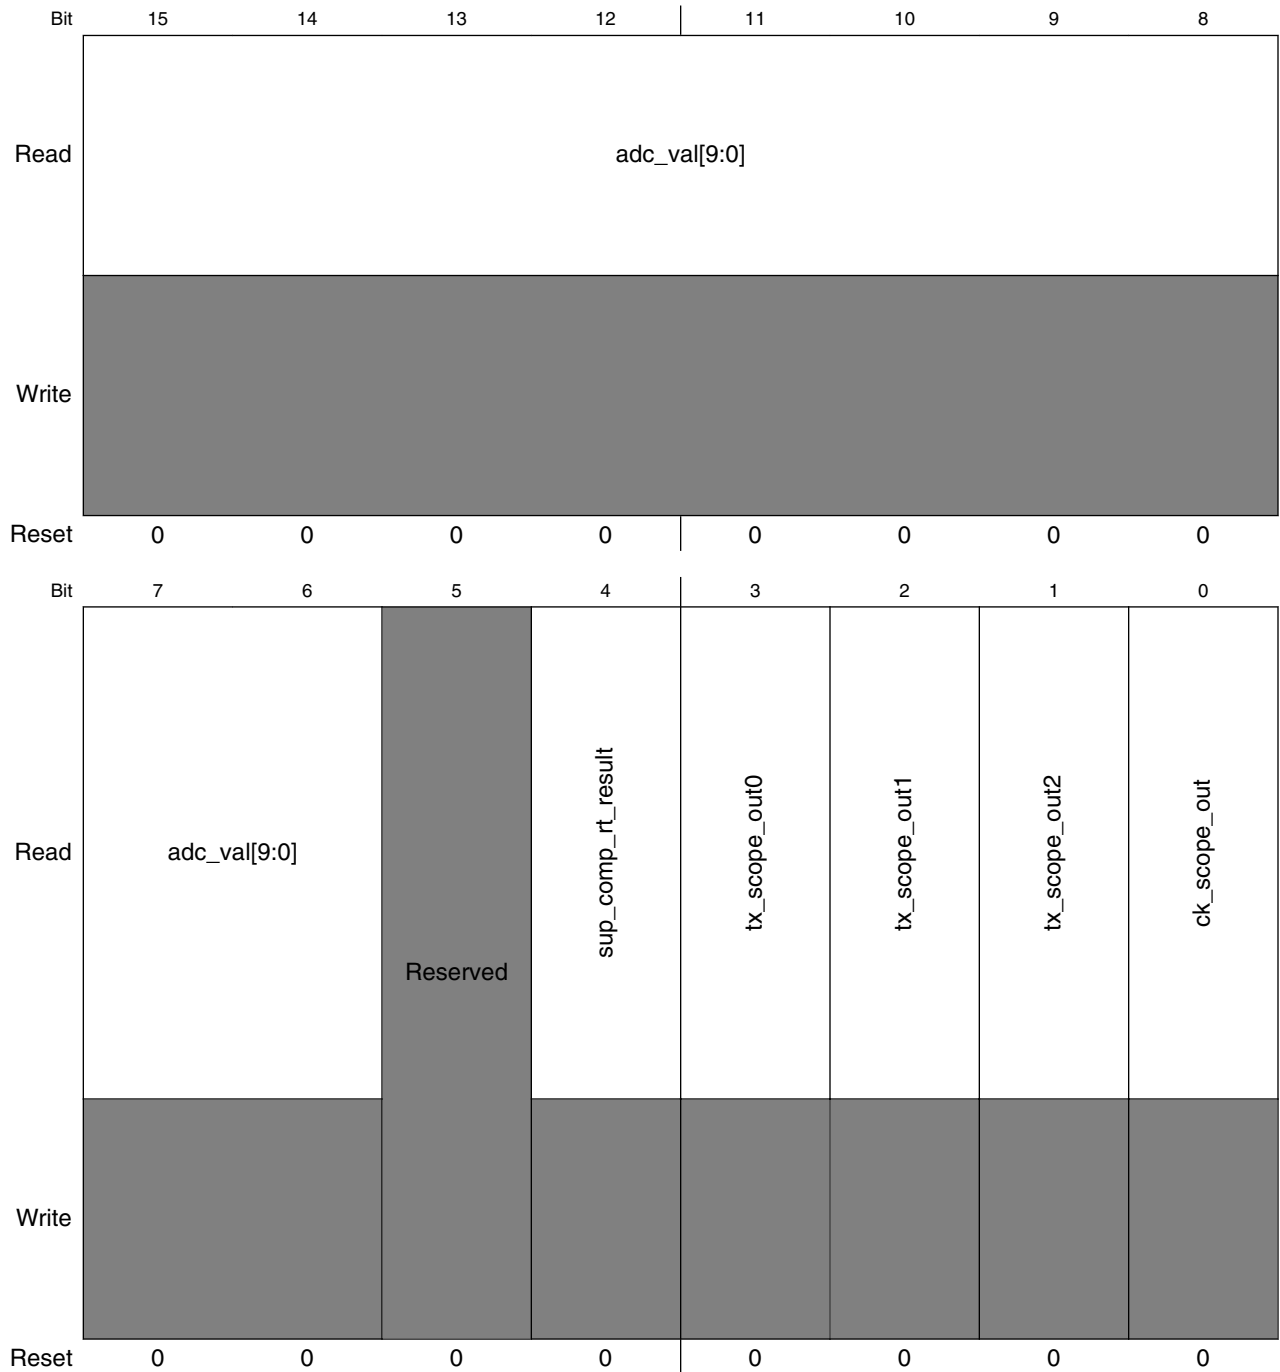 Bit 15 14 13 12 11 10 9 8
Read adc_val[9:0]
Write
Reset 0 0 0 0 0 0 0 0
Bit 7 6 5 4 3 2 1 0
Read adc_val[9:0] Reserved sup_comp_rt_result tx_scope_out0 tx_scope_out1 tx_scope_out2 ck_scope_out
Write
Reset 0 0 0 0 0 0 0 0